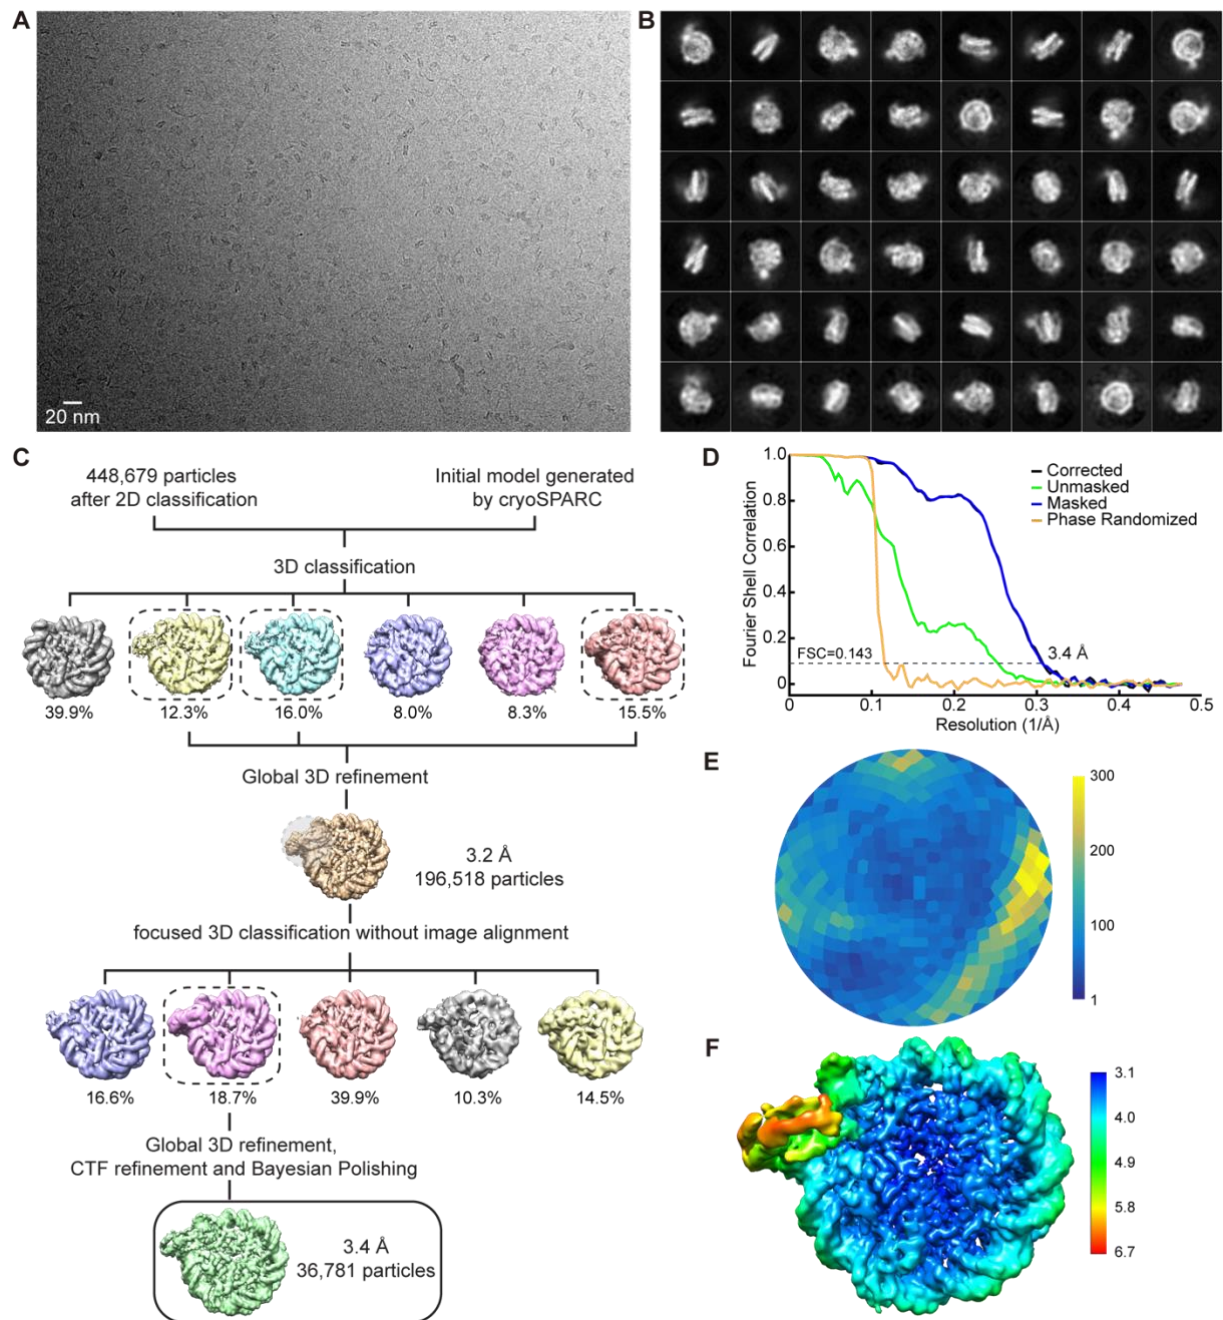 A
20 nm
B
C
448,679 particles
after 2D classification
Initial model generated
by cryoSPARC
3D classification
39.9%
12.3%
16.0%
8.0%
8.3%
15.5%
Global 3D refinement
3.2 Å
196,518 particles
focused 3D classification without image alignment
16.6%
18.7%
39.9%
10.3%
14.5%
Global 3D refinement,
CTF refinement and Bayesian Polishing
3.4 Å
36,781 particles
D
Fourier Shell Correlation
1.0
0.8
0.6
0.4
0.2
0
Corrected
Unmasked
Masked
Phase Randomized
FSC=0.143
3.4 Å
0
0.1
0.2
0.3
0.4
0.5
Resolution (1/Å)
E
300
200
100
1
F
3.1
4.0
4.9
5.8
6.7